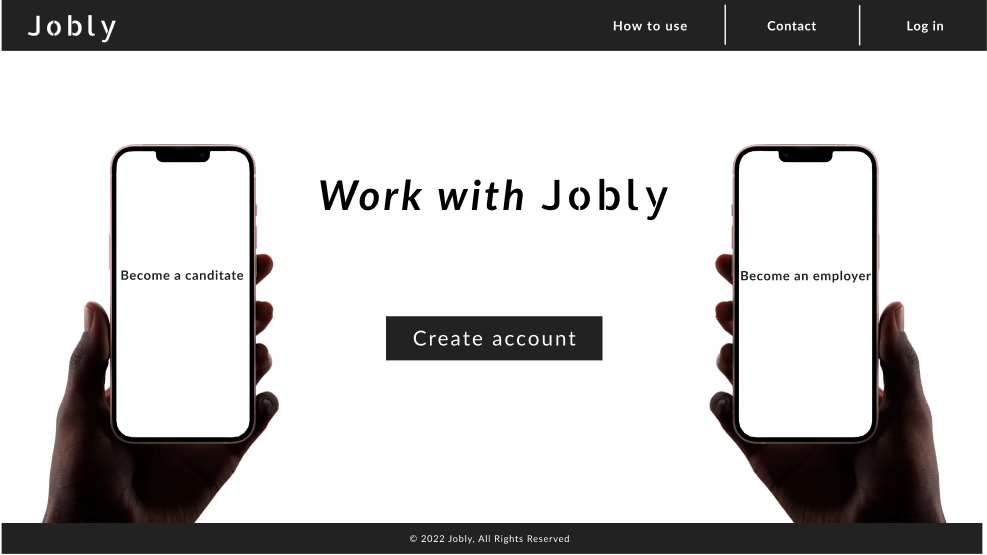 Jobly
How to use
Contact
Log in
Work with Jobly
Become a canditate
Become an employer
Create account
© 2022 Jobly, All Rights Reserved